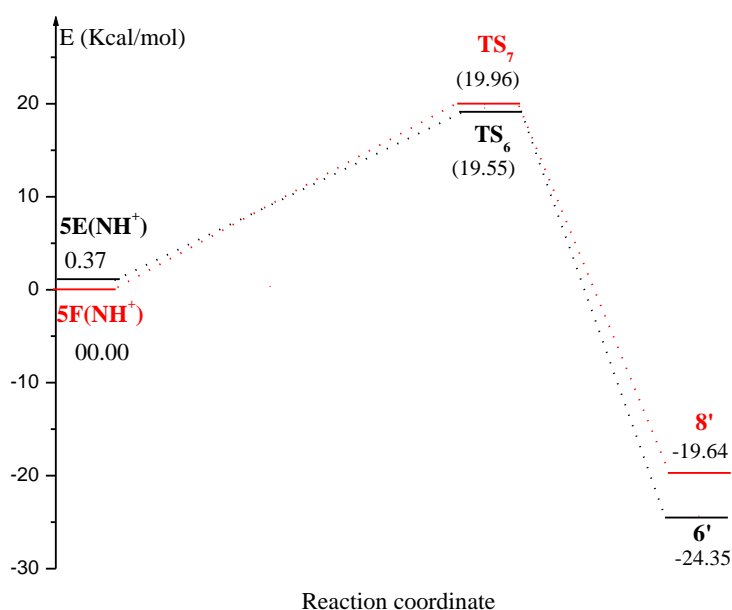 E (Kcal/mol)
TS₇
(19.96)
20
TS₆
(19.55)
10
5E(NH⁺)
0.37
0
5F(NH⁺)
00.00
-10
8'
-19.64
-20
6'
-24.35
-30
Reaction coordinate